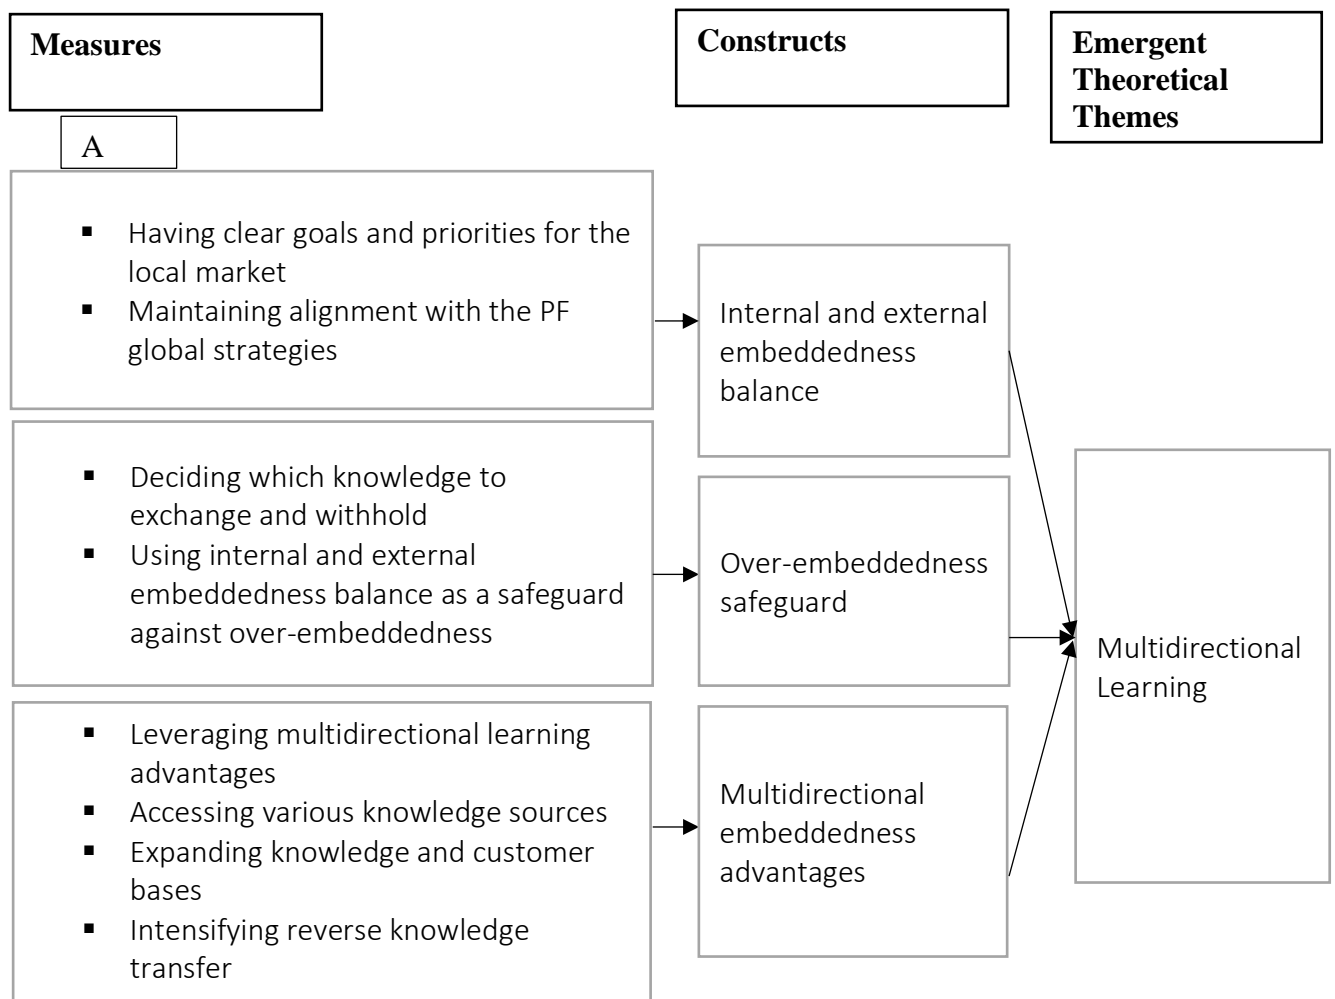 Measures
Constructs
Emergent
Theoretical
Themes
A
▪ Having clear goals and priorities for the
local market
▪ Maintaining alignment with the PF
global strategies
Internal and external
embeddedness
balance
▪ Deciding which knowledge to
exchange and withhold
▪ Using internal and external
embeddedness balance as a safeguard
against over-embeddedness
Over-embeddedness
safeguard
▪ Leveraging multidirectional learning
advantages
▪ Accessing various knowledge sources
▪ Expanding knowledge and customer
bases
▪ Intensifying reverse knowledge
transfer
Multidirectional
embeddedness
advantages
Multidirectional
Learning